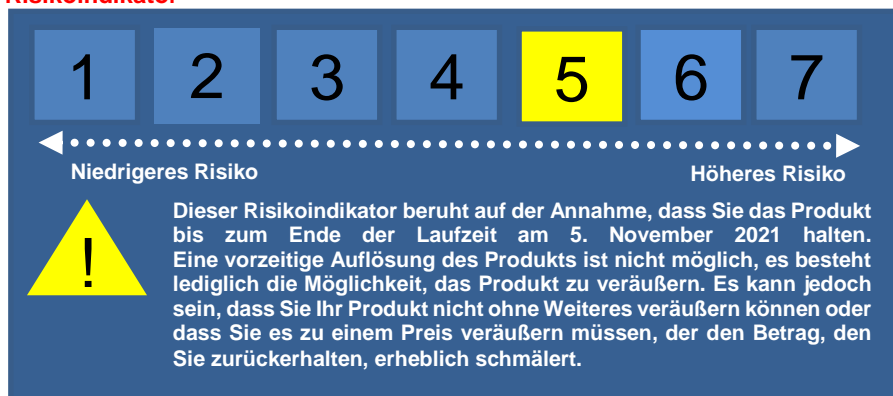 Risikoindikator
1 2 3 4 5 6 7
Niedrigeres Risiko Höheres Risiko
!
Dieser Risikoindikator beruht auf der Annahme, dass Sie das Produkt
bis zum Ende der Laufzeit am 5. November 2021 halten.
Eine vorzeitige Auflösung des Produkts ist nicht möglich, es besteht
lediglich die Möglichkeit, das Produkt zu veräußern. Es kann jedoch
sein, dass Sie Ihr Produkt nicht ohne Weiteres veräußern können oder
dass Sie es zu einem Preis veräußern müssen, der den Betrag, den
Sie zurückerhalten, erheblich schmälert.